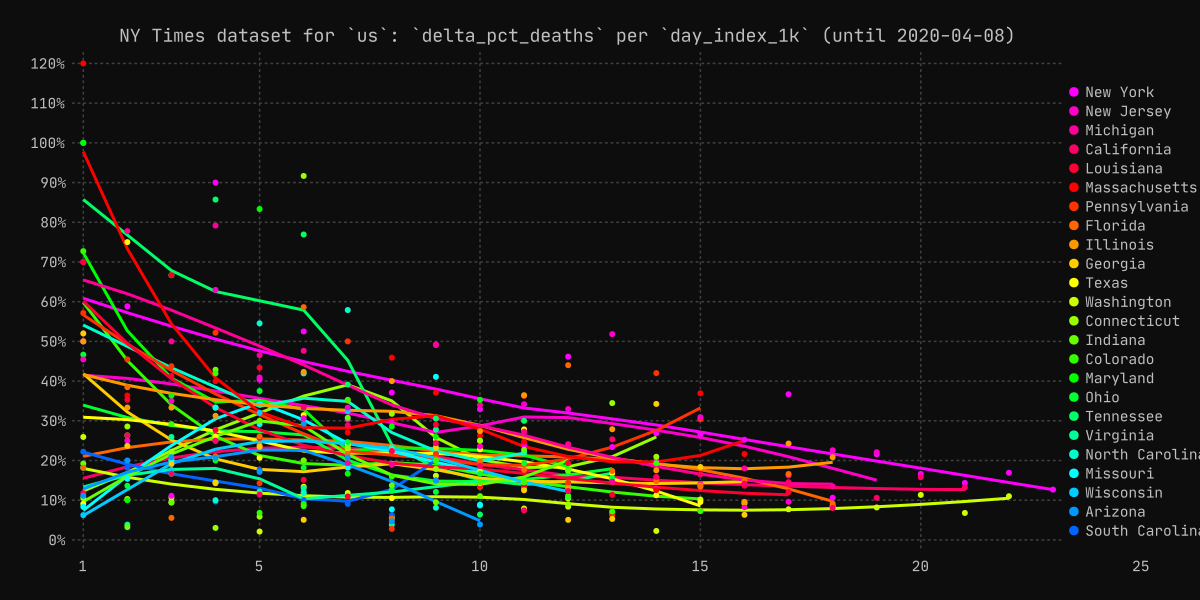 NY Times dataset for `us`: `delta_pct_deaths` per `day_index_1k` (until 2020-04-08)
120%
110%
100%
90%
80%
70%
60%
50%
40%
30%
20%
10%
0%
1 5 10 15 20 25
New York
New Jersey
Michigan
California
Louisiana
Massachusetts
Pennsylvania
Florida
Illinois
Georgia
Texas
Washington
Connecticut
Indiana
Colorado
Maryland
Ohio
Tennessee
Virginia
North Carolina
Missouri
Wisconsin
Arizona
South Carolina